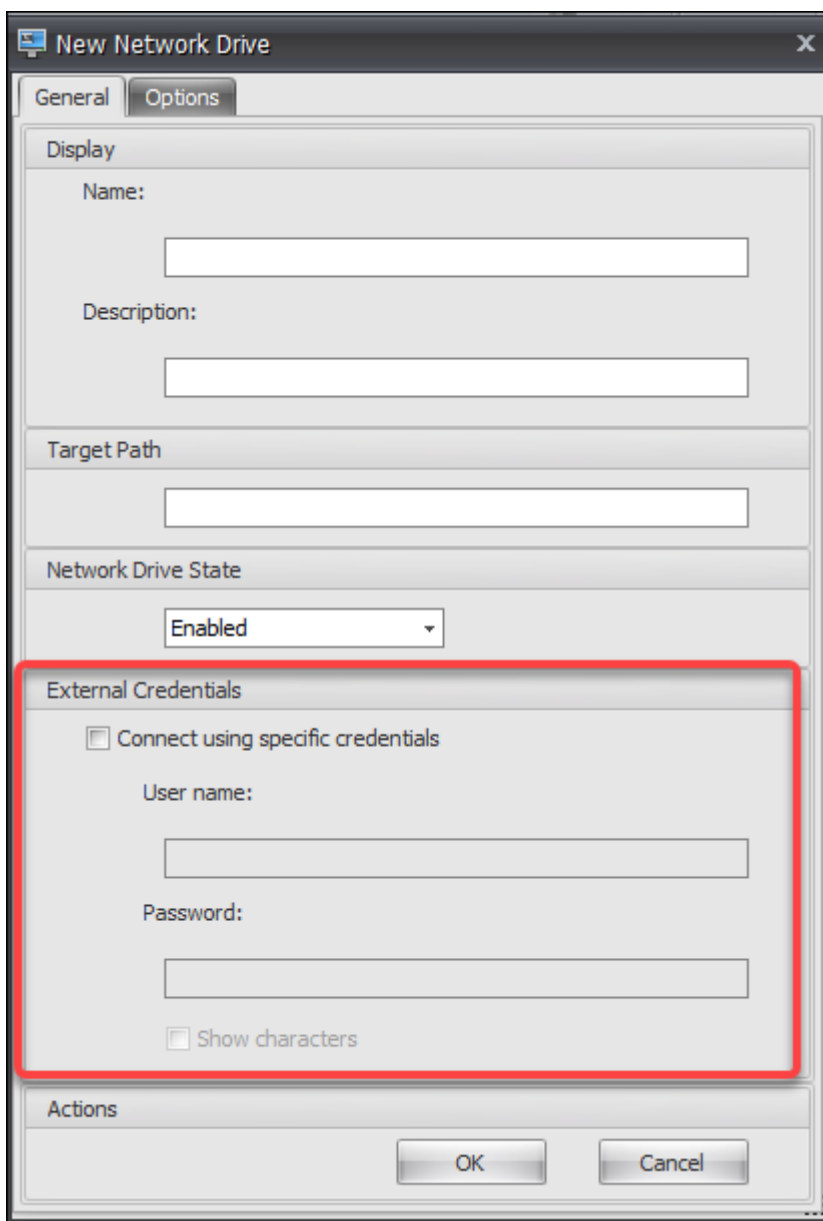 New Network Drive
General Options
Display
Name:
Description:
Target Path
Network Drive State
Enabled
External Credentials
Connect using specific credentials
User name:
Password:
Show characters
Actions
OK Cancel